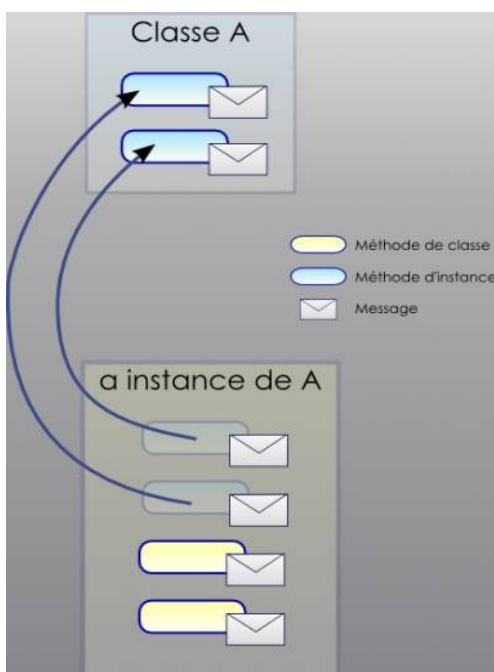 Classe A
Méthode de classe
Méthode d'instance
Message
a instance de A